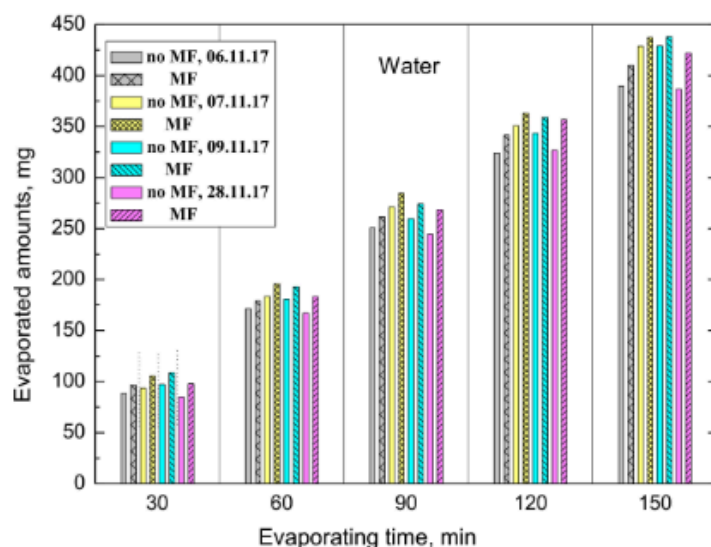 450
400
350
300
250
200
150
100
50
0
Evaporated amounts, mg
no MF, 06.11.17
MF
no MF, 07.11.17
MF
no MF, 09.11.17
MF
no MF, 28.11.17
MF
Water
30 60 90 120 150
Evaporating time, min